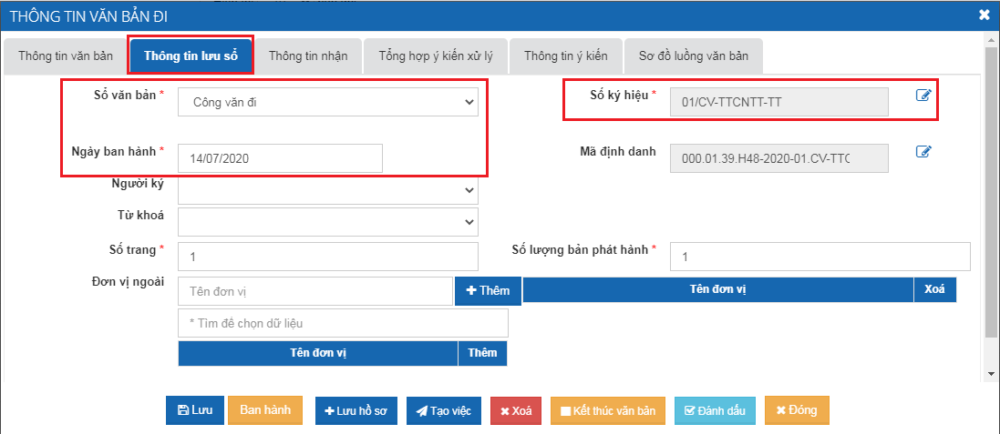 THÔNG TIN VĂN BẢN ĐI
Thông tin văn bản Thông tin lưu sổ Thông tin nhận Tổng hợp ý kiến xử lý Thông tin ý kiến Sơ đồ luồng văn bản
Sổ văn bản * Công văn đi Số ký hiệu * 01/CV-TTCNTT-TT
Ngày ban hành * 14/07/2020 Mã định danh 000.01.39.H48-2020-01.CV-TTC
Người ký
Từ khoá
Số trang * 1 Số lượng bản phát hành * 1
Đơn vị ngoài Tên đơn vị Thêm Tên đơn vị Xoá
* Tìm để chọn dữ liệu
Tên đơn vị Thêm
Lưu Ban hành Lưu hồ sơ Tạo việc Xoá Kết thúc văn bản Đánh dấu Đóng